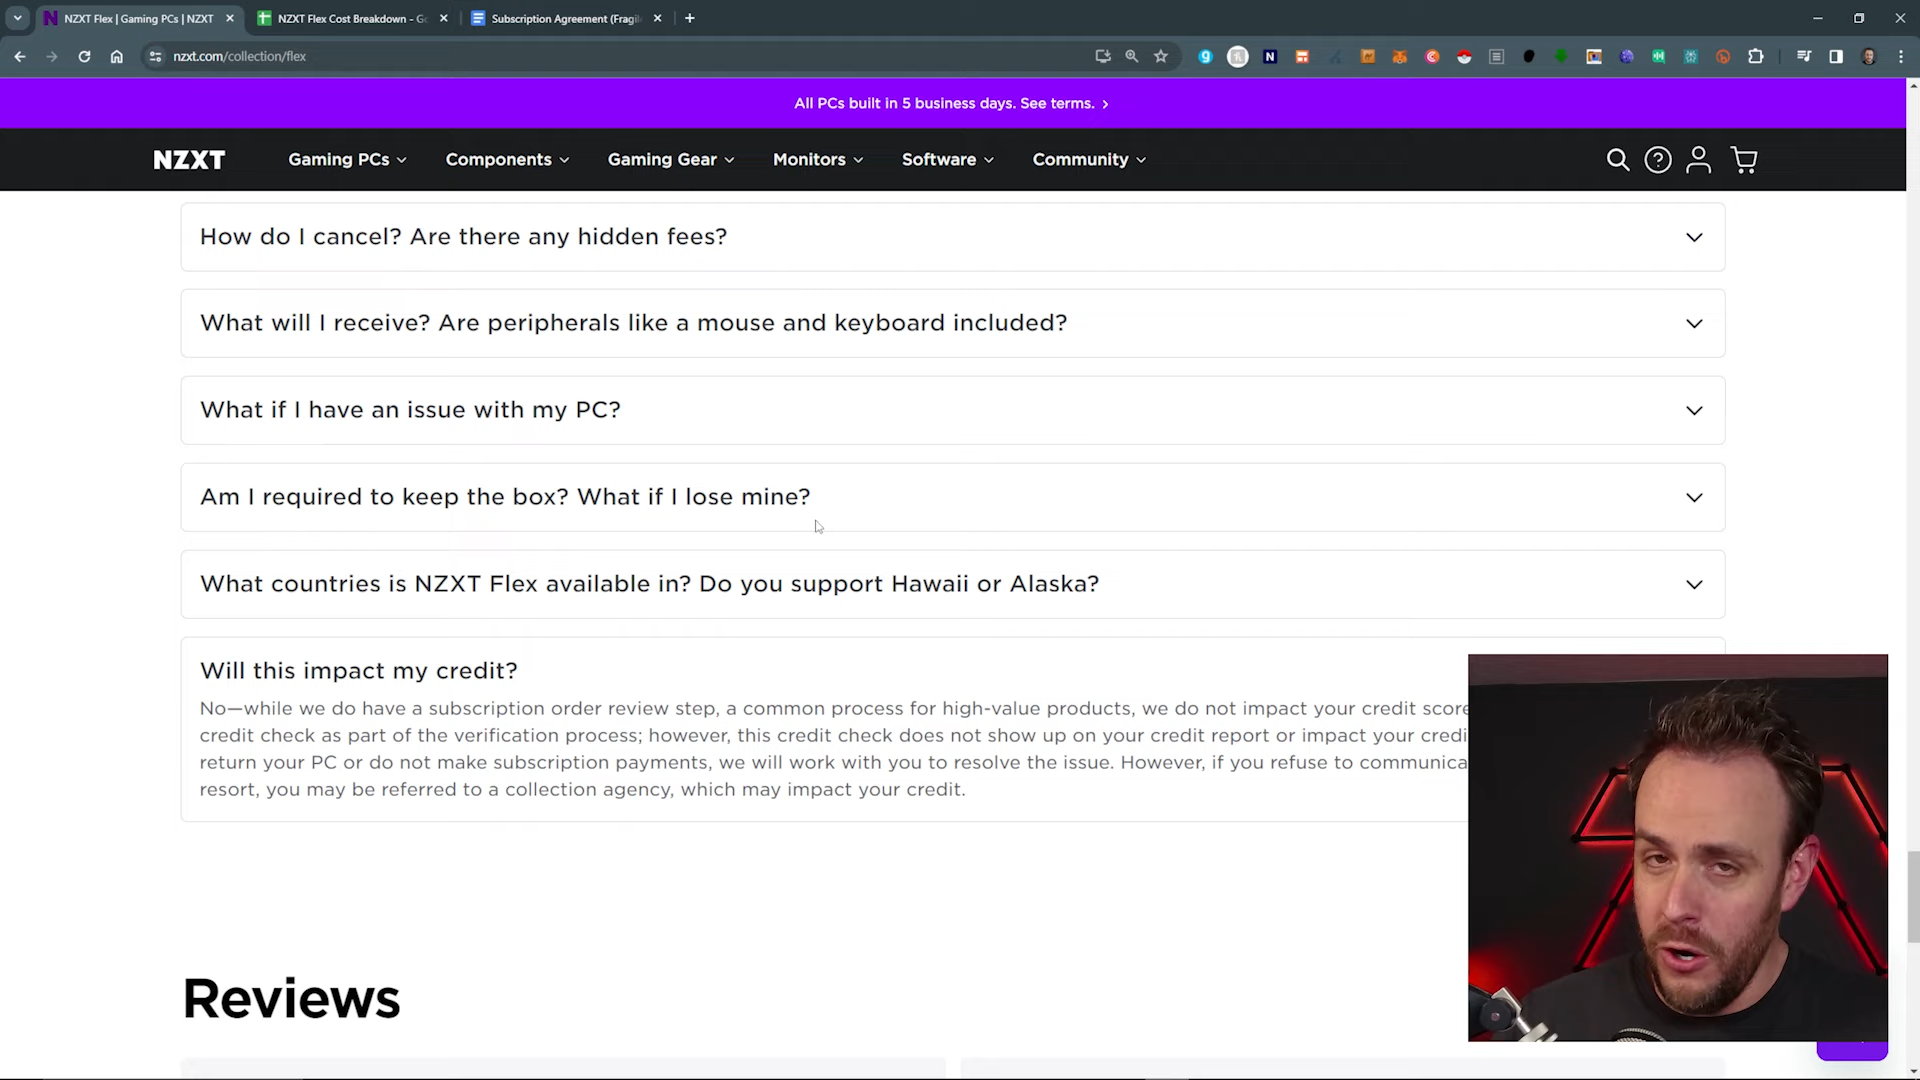 NZXT Flex | Gaming PCs | NZXT
NZXT Flex Cost Breakdown - Go
Subscription Agreement (Fragil
nzxt.com/collection/flex
All PCs built in 5 business days. See terms.
NZXT
Gaming PCs
Components
Gaming Gear
Monitors
Software
Community
How do I cancel? Are there any hidden fees?
What will I receive? Are peripherals like a mouse and keyboard included?
What if I have an issue with my PC?
Am I required to keep the box? What if I lose mine?
What countries is NZXT Flex available in? Do you support Hawaii or Alaska?
Will this impact my credit?
No—while we do have a subscription order review step, a common process for high-value products, we do not impact your credit score
credit check as part of the verification process; however, this credit check does not show up on your credit report or impact your credi
return your PC or do not make subscription payments, we will work with you to resolve the issue. However, if you refuse to communica
resort, you may be referred to a collection agency, which may impact your credit.
Reviews